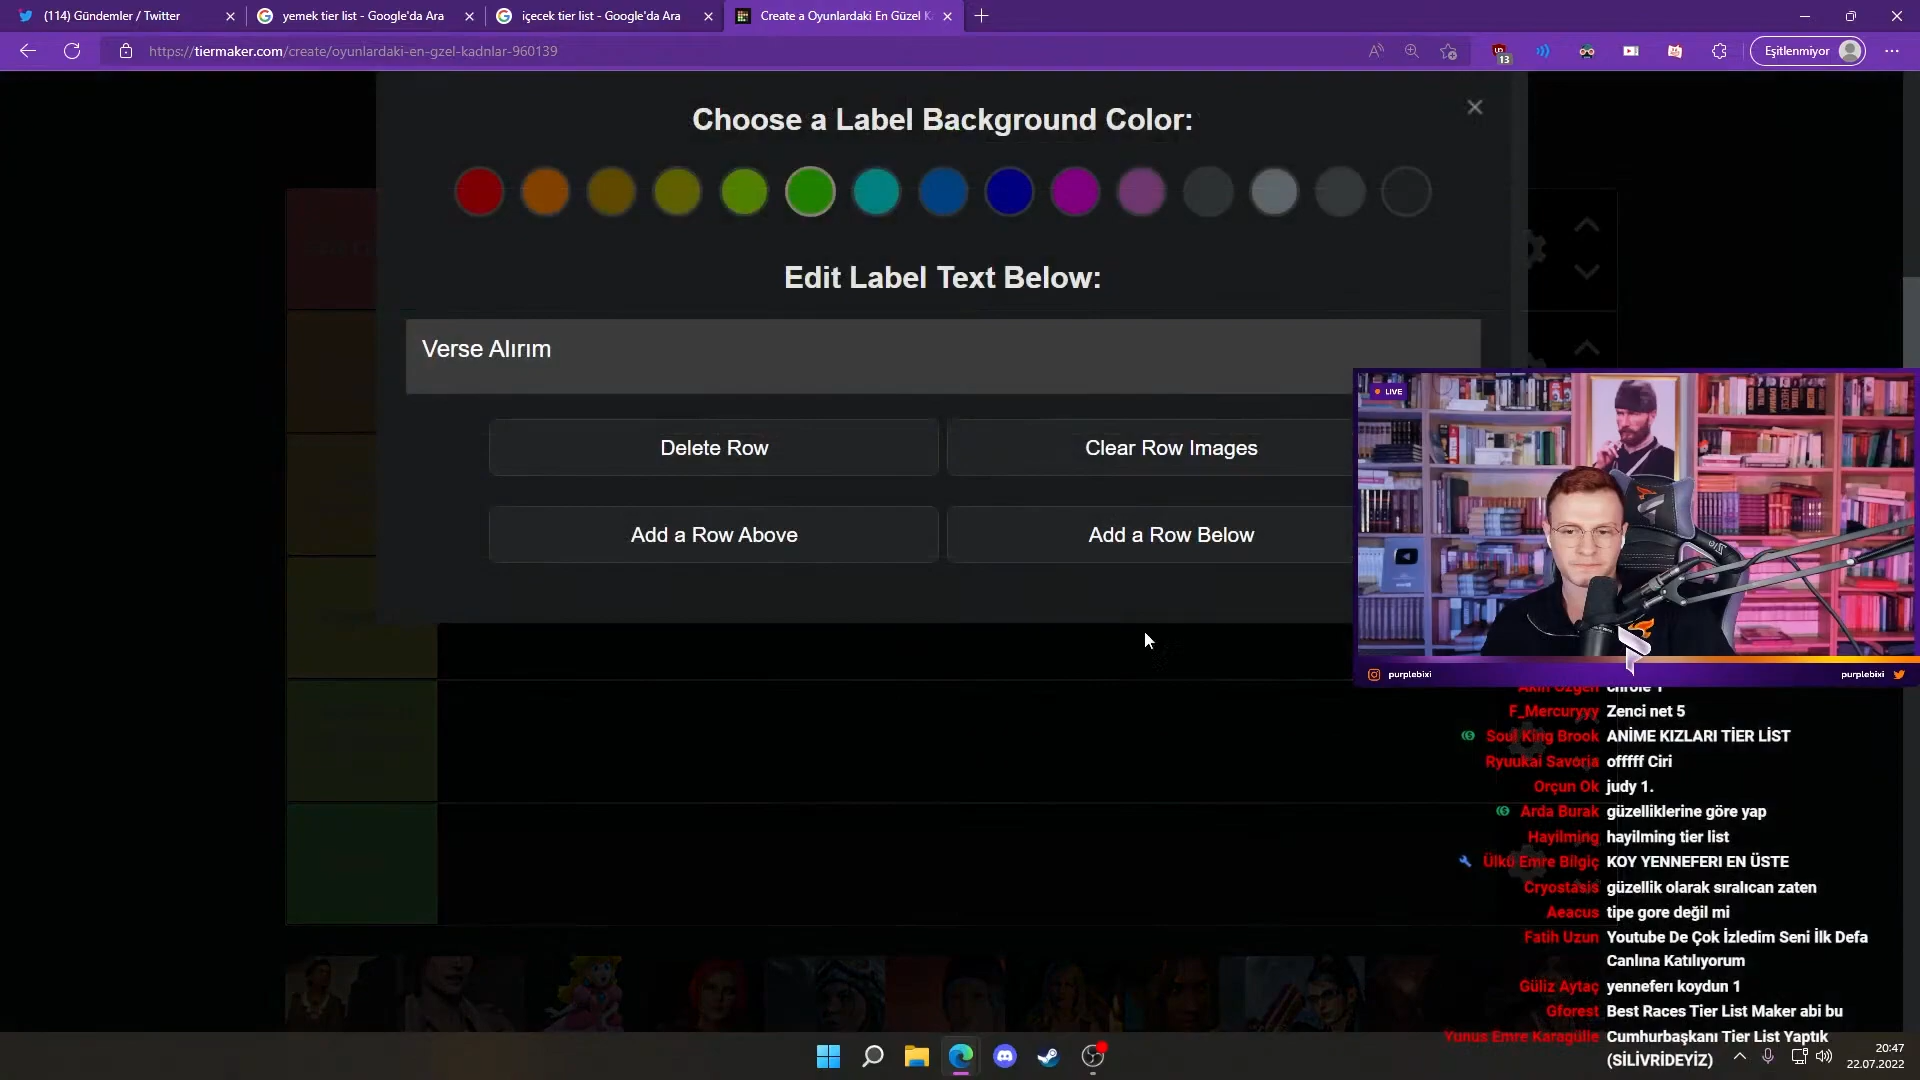 (114) Gündemler / Twitter
yemek tier list - Google'da Ara
içecek tier list - Google'da Ara
Create a Oyunlardaki En Güzel K
https://tiermaker.com/create/oyunlardaki-en-gzel-kadnlar-960139
13
Eşitlenmiyor
Choose a Label Background Color:
Edit Label Text Below:
Verse Alırım
Delete Row
Clear Row Images
Add a Row Above
Add a Row Below
LIVE
purplebixi
purplebixi
F_Mercuryyy Zenci net 5
Soul King Brook ANİME KIZLARI TİER LİST
Ryuukai Savorja offfff Ciri
Orçun Ok judy 1.
Arda Burak güzelliklerine göre yap
Hayilming hayilming tier list
Ülkü Emre Bilgiç KOY YENNEFERI EN ÜSTE
Cryostasis güzellik olarak sıralıcan zaten
Aeacus tipe gore değil mi
Fatih Uzun Youtube De Çok İzledim Seni İlk Defa
Canlına Katılıyorum
Güliz Aytaç yenneferı koydun 1
Gforest Best Races Tier List Maker abi bu
Yunus Emre Karagülle Cumhurbaşkanı Tier List Yaptık
(SİLİVRİDEYİZ)
20:47
22.07.2022